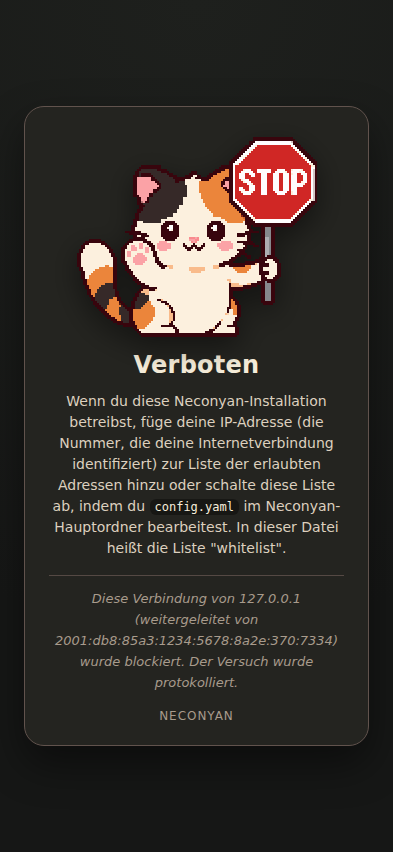 STOP
Verboten
Wenn du diese Neconyan-Installation
betreibst, füge deine IP-Adresse (die
Nummer, die deine Internetverbindung
identifiziert) zur Liste der erlaubten
Adressen hinzu oder schalte diese Liste
ab, indem du config.yaml im Neconyan-
Hauptordner bearbeitest. In dieser Datei
heißt die Liste "whitelist".
Diese Verbindung von 127.0.0.1
(weitergeleitet von
2001:db8:85a3:1234:5678:8a2e:370:7334)
wurde blockiert. Der Versuch wurde
protokolliert.
NECONYAN